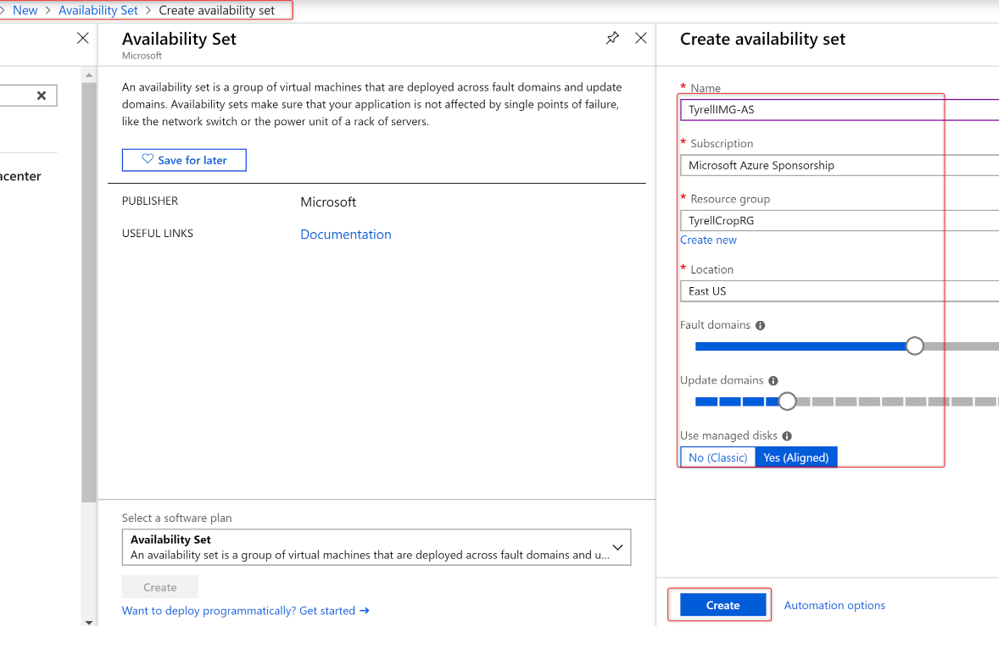 New > Availability Set > Create availability set
acenter
Availability Set
Microsoft
An availability set is a group of virtual machines that are deployed across fault domains and update
domains. Availability sets make sure that your application is not affected by single points of failure,
like the network switch or the power unit of a rack of servers.
Save for later
PUBLISHER Microsoft
USEFUL LINKS Documentation
Select a software plan
Availability Set
An availability set is a group of virtual machines that are deployed across fault domains and u...
Create
Want to deploy programmatically? Get started →
Create availability set
* Name
TyrellIMG-AS
* Subscription
Microsoft Azure Sponsorship
* Resource group
TyrellCropRG
Create new
* Location
East US
Fault domains
Update domains
Use managed disks
No (Classic) Yes (Aligned)
Create Automation options